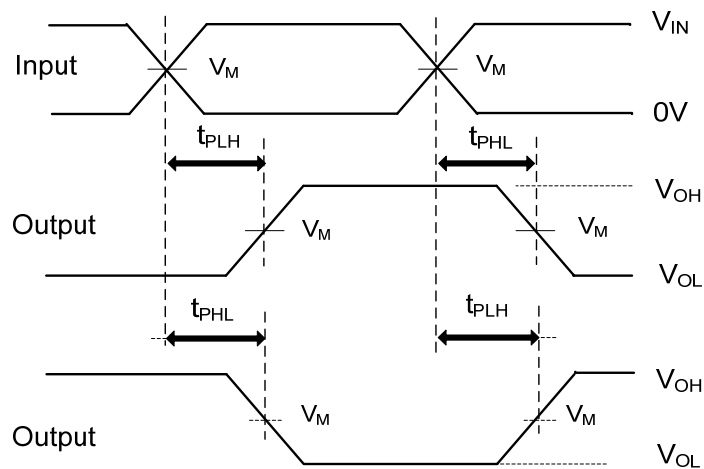 V_IN
Input V_M V_M
0V
t_PLH t_PHL
V_OH
Output V_M V_M
V_OL
t_PHL t_PLH
V_OH
V_M V_M
Output
V_OL